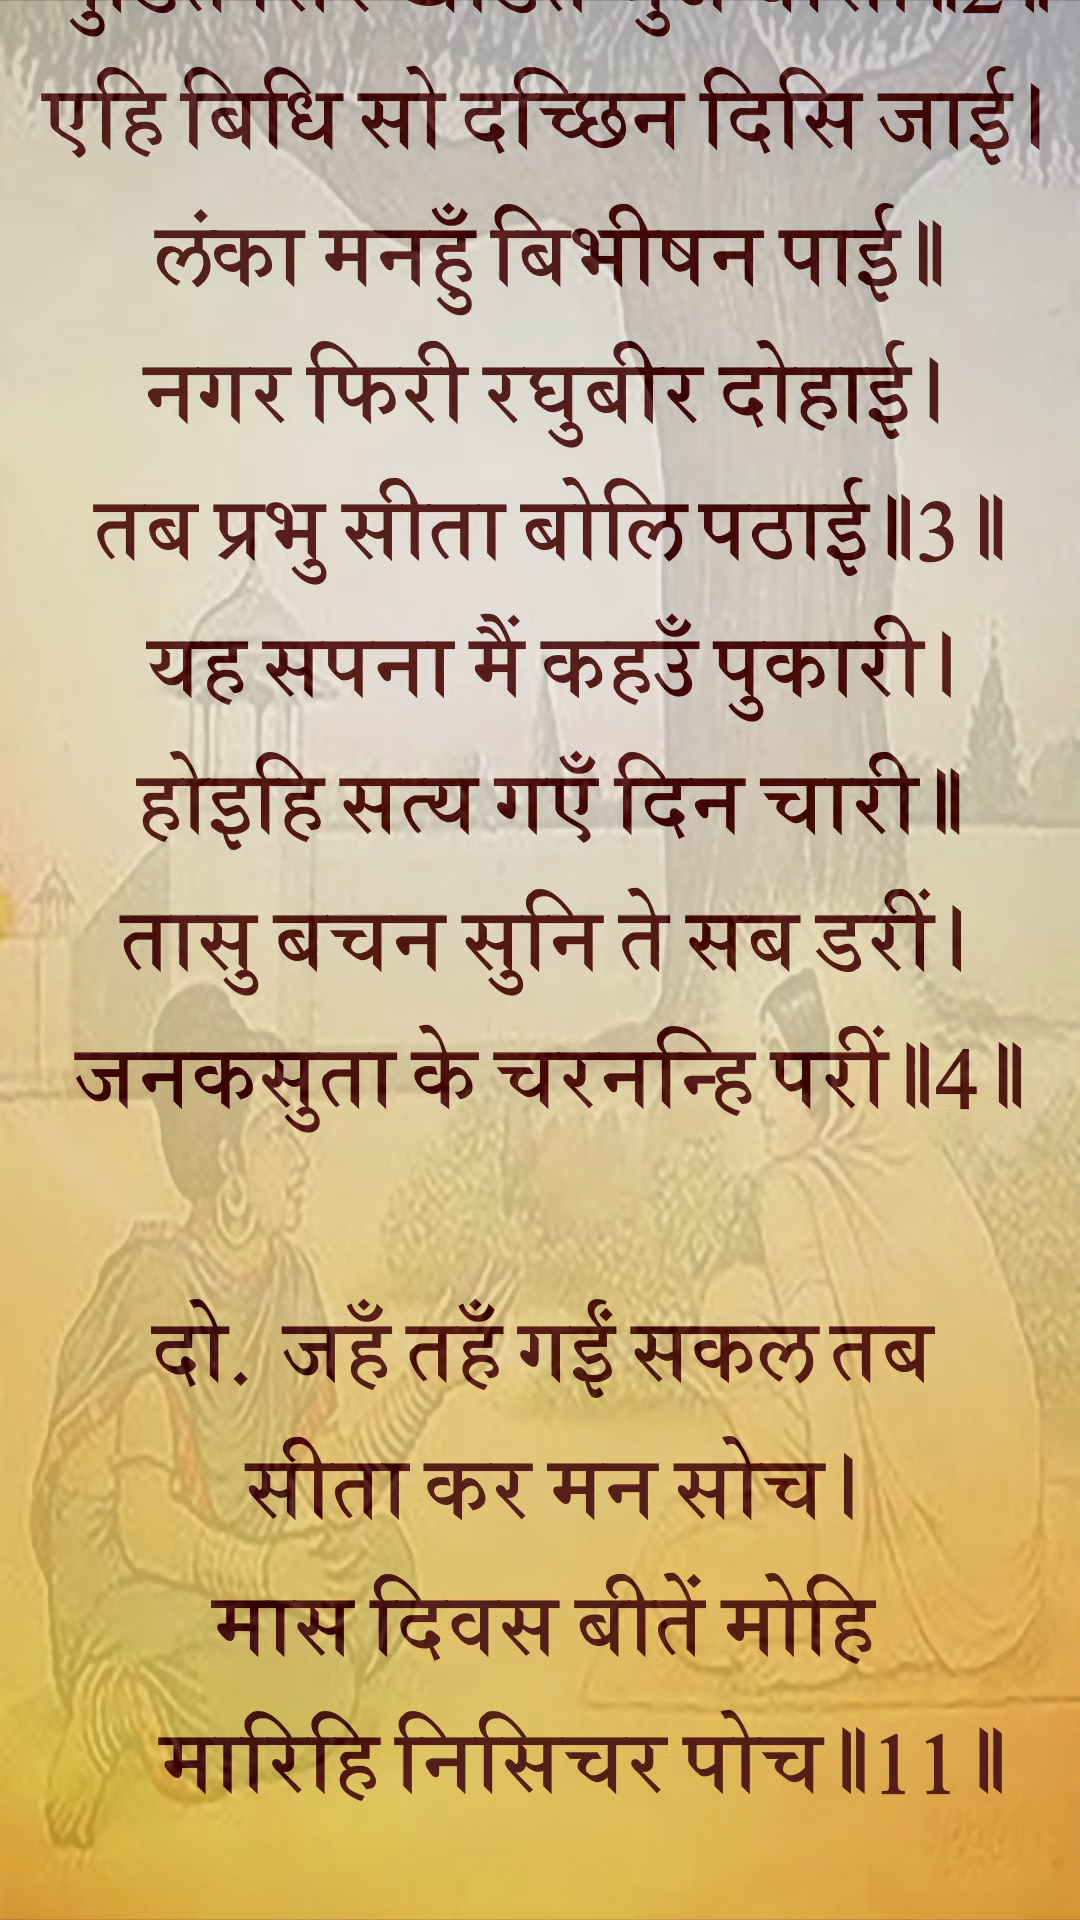 एहि बिधि सो दच्छिन दिसि जाई।
लंका मनहुँ बिभीषन पाई॥
नगर फिरी रघुबीर दोहाई।
तब प्रभु सीता बोलि पठाई॥3॥
यह सपना मैं कहउँ पुकारी।
होइहि सत्य गएँ दिन चारी॥
तासु बचन सुनि ते सब डरीं।
जनकसुता के चरनन्हि परीं॥4॥
दो. जहँ तहँ गईं सकल तब
सीता कर मन सोच।
मास दिवस बीतें मोहि
मारिहि निसिचर पोच॥11॥